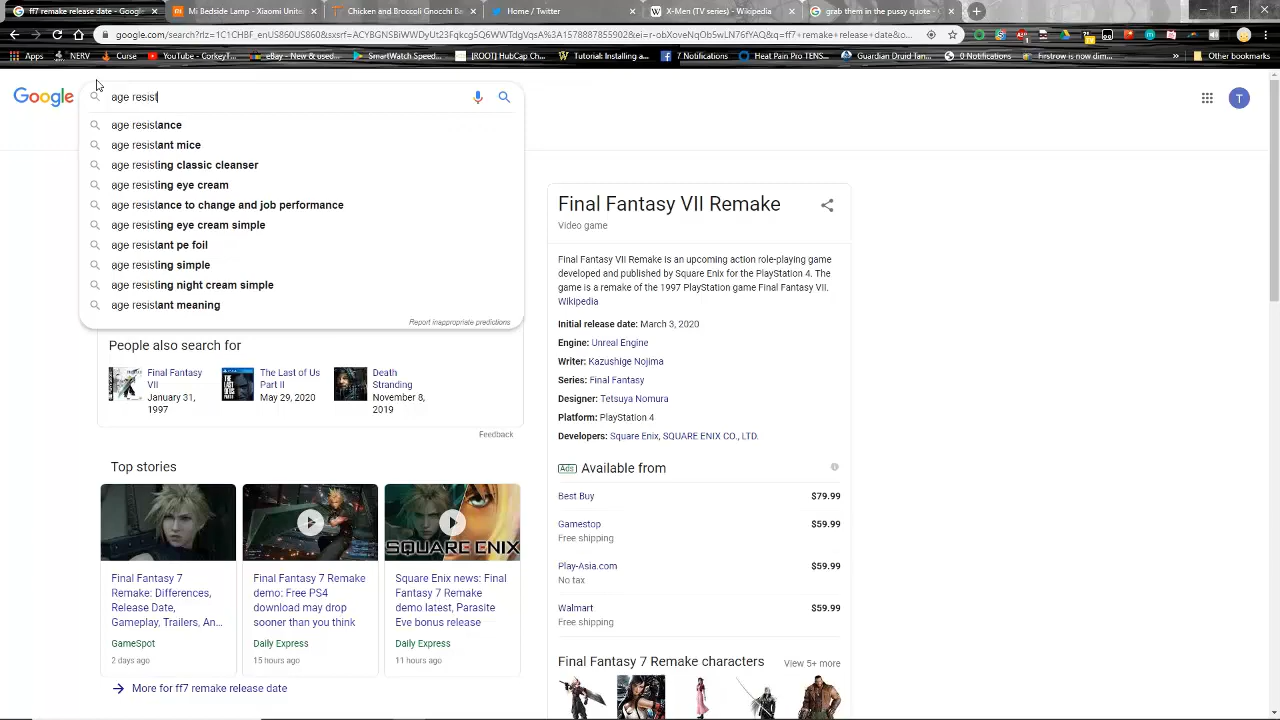 ff7 remake release date - Google
Mi Bedside Lamp - Xiaomi Unite
Chicken and Broccoli Gnocchi B
Home / Twitter
X-Men (TV series) - Wikipedia
grab them in the pussy quote -
Apps
NERV
Curse
YouTube - CorkeyT...
eBay - New & used...
SmartWatch Speed...
[ROOT] HubCap Ch...
Tutorial: Installing a...
7 Notifications
Heat Pain Pro TENS...
Guardian Druid Tan...
0 Notifications
Firstrow is now dim...
Other bookmarks
Google
age resist
T
age resistance
age resistant mice
age resisting classic cleanser
age resisting eye cream
age resistance to change and job performance
age resisting eye cream simple
age resistant pe foil
age resisting simple
age resisting night cream simple
age resistant meaning
Report inappropriate predictions
People also search for
Final Fantasy
VII
January 31,
1997
The Last of Us
Part II
May 29, 2020
Death
Stranding
November 8,
2019
Feedback
Top stories
SQUARE ENIX
Final Fantasy 7
Remake: Differences,
Release Date,
Gameplay, Trailers, An...
GameSpot
2 days ago
Final Fantasy 7 Remake
demo: Free PS4
download may drop
sooner than you think
Daily Express
15 hours ago
Square Enix news: Final
Fantasy 7 Remake
demo latest, Parasite
Eve bonus release
Daily Express
11 hours ago
More for ff7 remake release date
Final Fantasy VII Remake
Video game
Final Fantasy VII Remake is an upcoming action role-playing game
developed and published by Square Enix for the PlayStation 4. The
game is a remake of the 1997 PlayStation game Final Fantasy VII.
Wikipedia
Initial release date: March 3, 2020
Engine: Unreal Engine
Writer: Kazushige Nojima
Series: Final Fantasy
Designer: Tetsuya Nomura
Platform: PlayStation 4
Developers: Square Enix, SQUARE ENIX CO., LTD.
Ads Available from
Best Buy $79.99
Gamestop $59.99
Free shipping
Play-Asia.com $59.99
No tax
Walmart $59.99
Free shipping
Final Fantasy 7 Remake characters View 5+ more